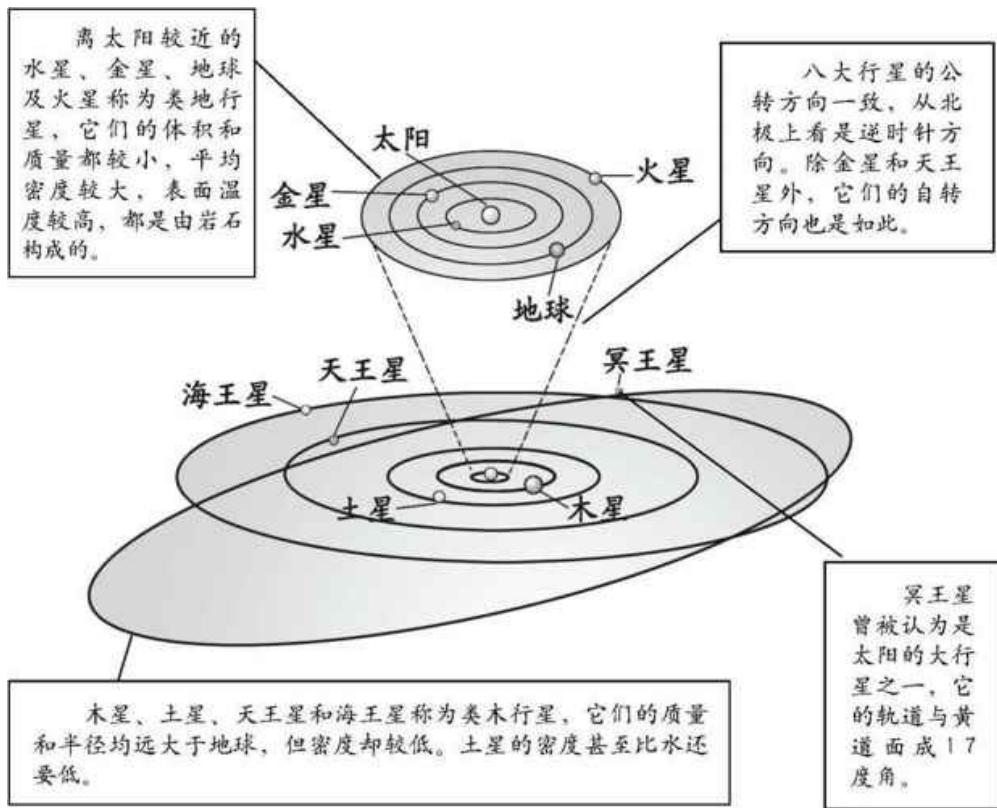 离太阳较近的
水星、金星、地球
及火星称为类地行
星，它们的体积和
质量都较小，平均
密度较大，表面温
度较高，都是由岩石
构成的。
八大行星的公
转方向一致，从北
极上看是逆时针方
向。除金星和天王
星外，它们的自转
方向也是如此。
太阳
火星
金星
水星
地球
冥王星
天王星
海王星
土星
木星
冥王星
曾被认为是
太阳的大行
星之一，它
的轨道与黄
道面成17
度角。
木星、土星、天王星和海王星称为类木行星，它们的质量
和半径均远大于地球，但密度却较低。土星的密度甚至比水还
要低。